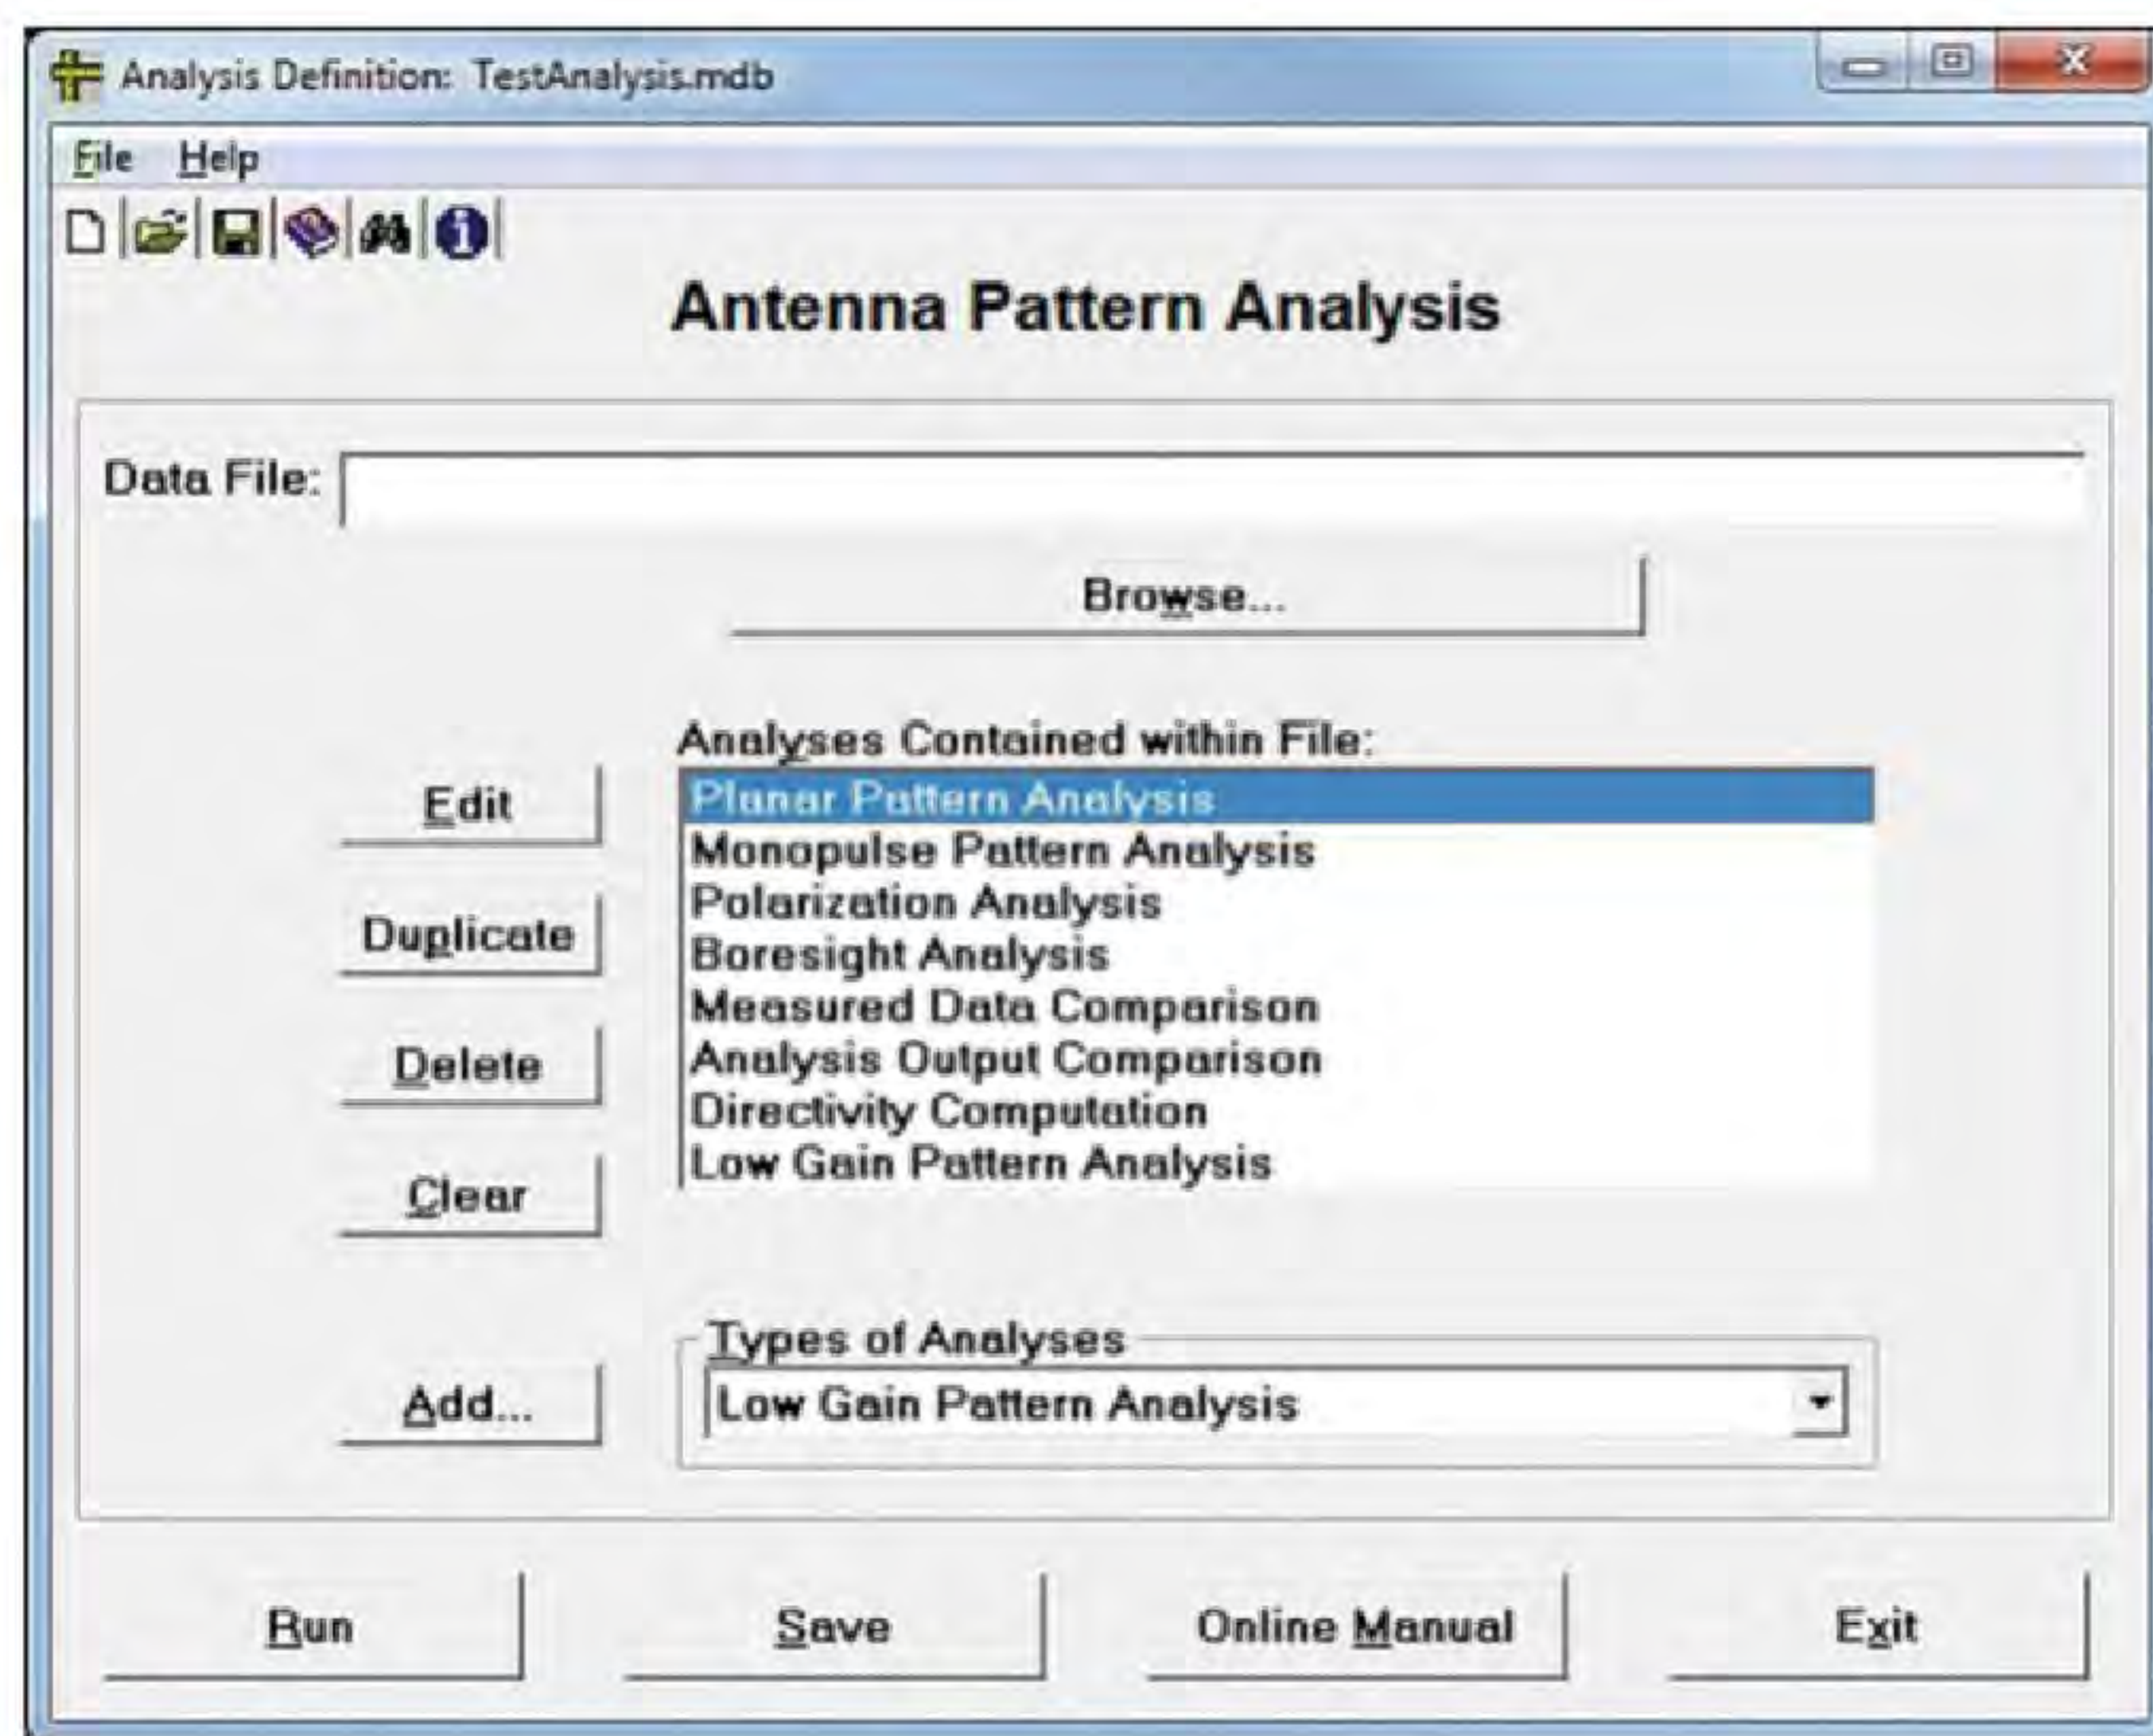 Analysis Definition: TestAnalysis.mdb
File Help
Antenna Pattern Analysis
Data File:
Browse...
Analyses Contained within File:
Edit
Duplicate
Delete
Clear
Planar Pattern Analysis
Monopulse Pattern Analysis
Polarization Analysis
Boresight Analysis
Measured Data Comparison
Analysis Output Comparison
Directivity Computation
Low Gain Pattern Analysis
Types of Analyses
Add...
Low Gain Pattern Analysis
Run
Save
Online Manual
Exit